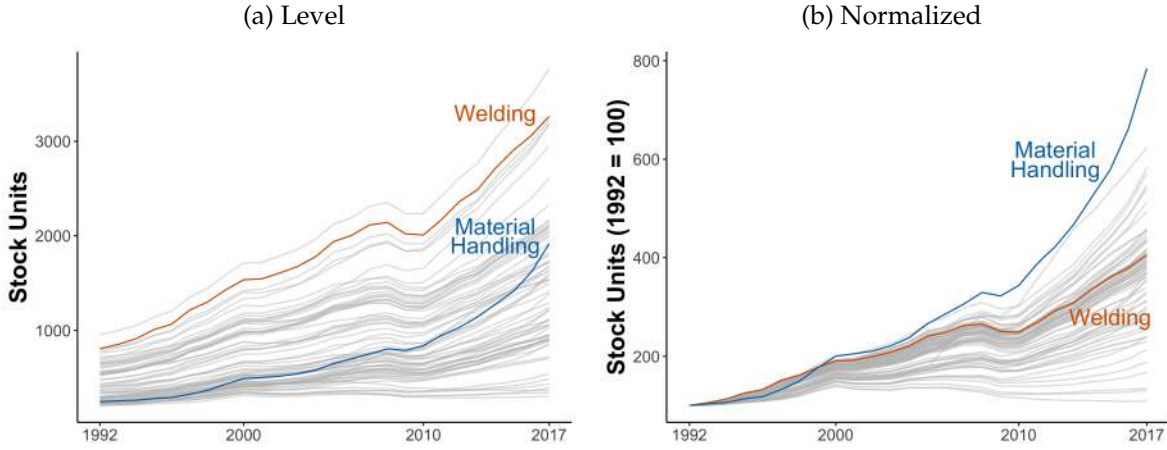 (a) Level
Stock Units
3000
2000
1000
1992
2000
2010
2017
Welding
Material
Handling
(b) Normalized
Stock Units (1992 = 100)
800
600
400
200
1992
2000
2010
2017
Material
Handling
Welding